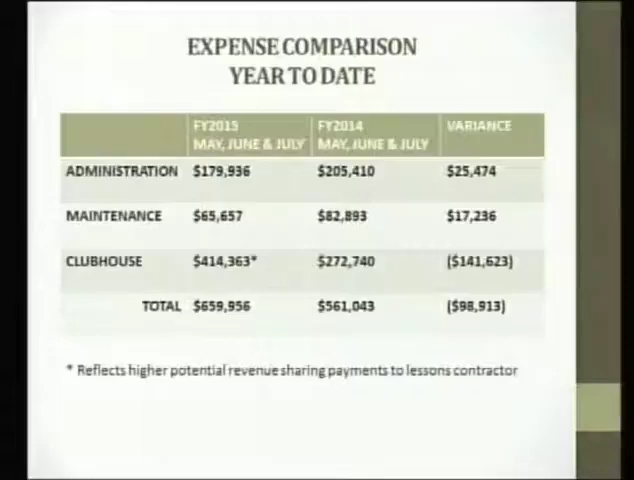 EXPENSE COMPARISON
YEAR TO DATE
FY2015 FY2014 VARIANCE
MAY, JUNE & JULY MAY, JUNE & JULY
ADMINISTRATION $179,936 $205,410 $25,474
MAINTENANCE $65,657 $82,893 $17,236
CLUBHOUSE $414,363* $272,740 ($141,623)
TOTAL $659,956 $561,043 ($98,913)
* Reflects higher potential revenue sharing payments to lessons contractor